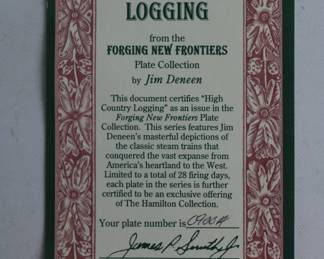 LOGGING
from the
FORGING NEW FRONTIERS
Plate Collection
by Jim Deneen
This document certifies "High
Country Logging" as an issue in the
Forging New Frontiers Plate
Collection. This series features Jim
Deneen's masterful depictions of
the classic steam trains that
conquered the vast expanse from
America's heartland to the West.
Limited to a total of 28 firing days,
each plate in the series is further
certified to be an exclusive offering
of The Hamilton Collection.
Your plate number is
James P. Smith Jr